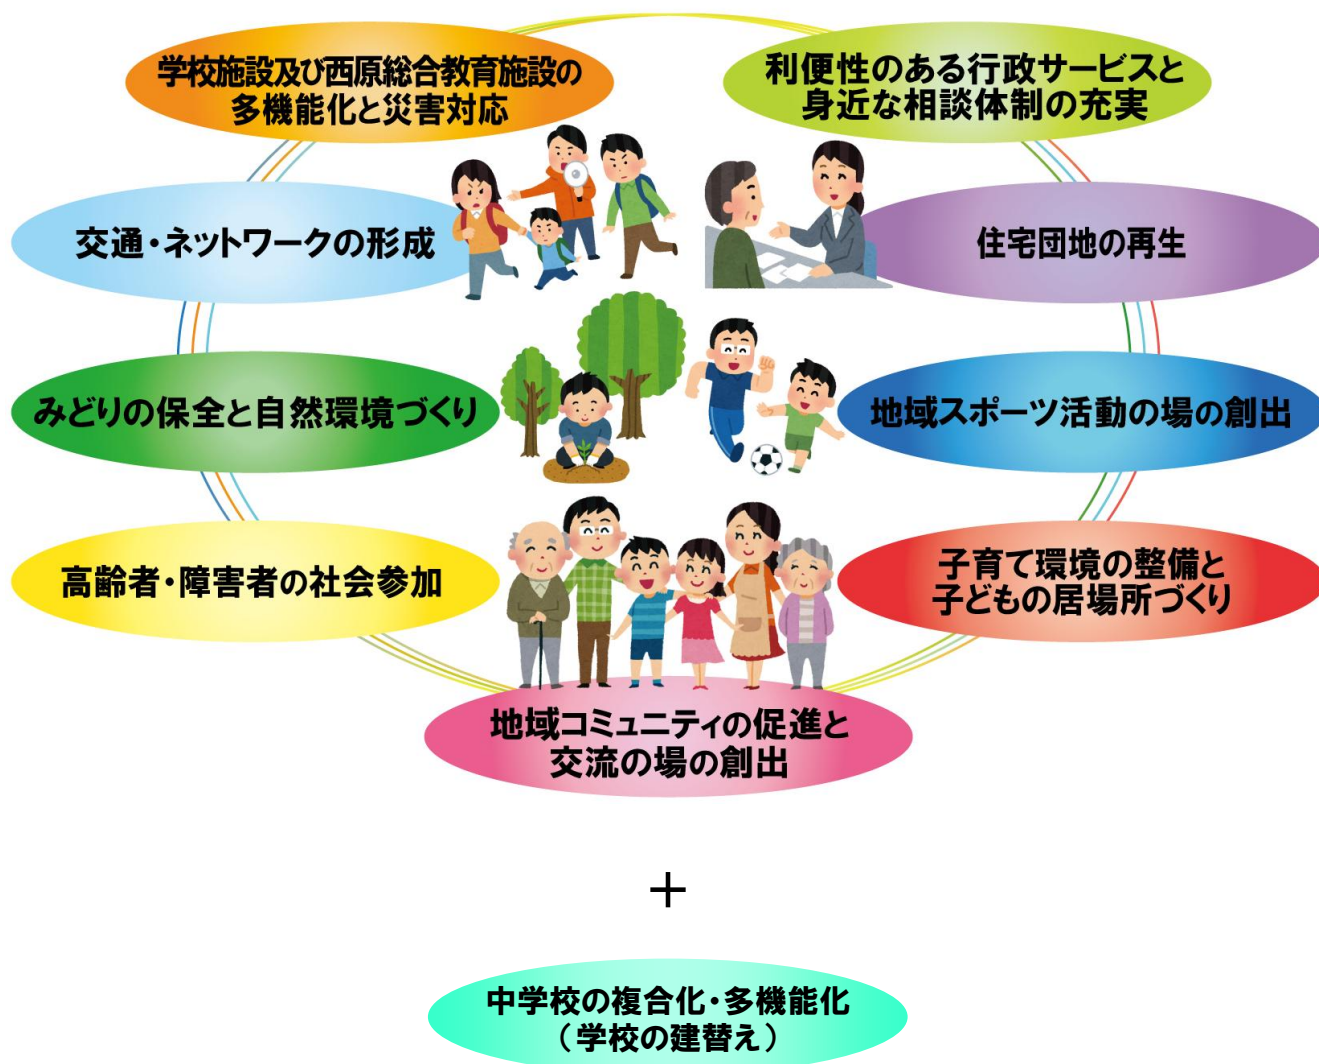 学校施設及び西原総合教育施設の
多機能化と災害対応
利便性のある行政サービスと
身近な相談体制の充実
交通・ネットワークの形成
住宅団地の再生
みどりの保全と自然環境づくり
地域スポーツ活動の場の創出
高齢者・障害者の社会参加
子育て環境の整備と
子どもの居場所づくり
地域コミュニティの促進と
交流の場の創出
＋
中学校の複合化・多機能化
（学校の建替え）